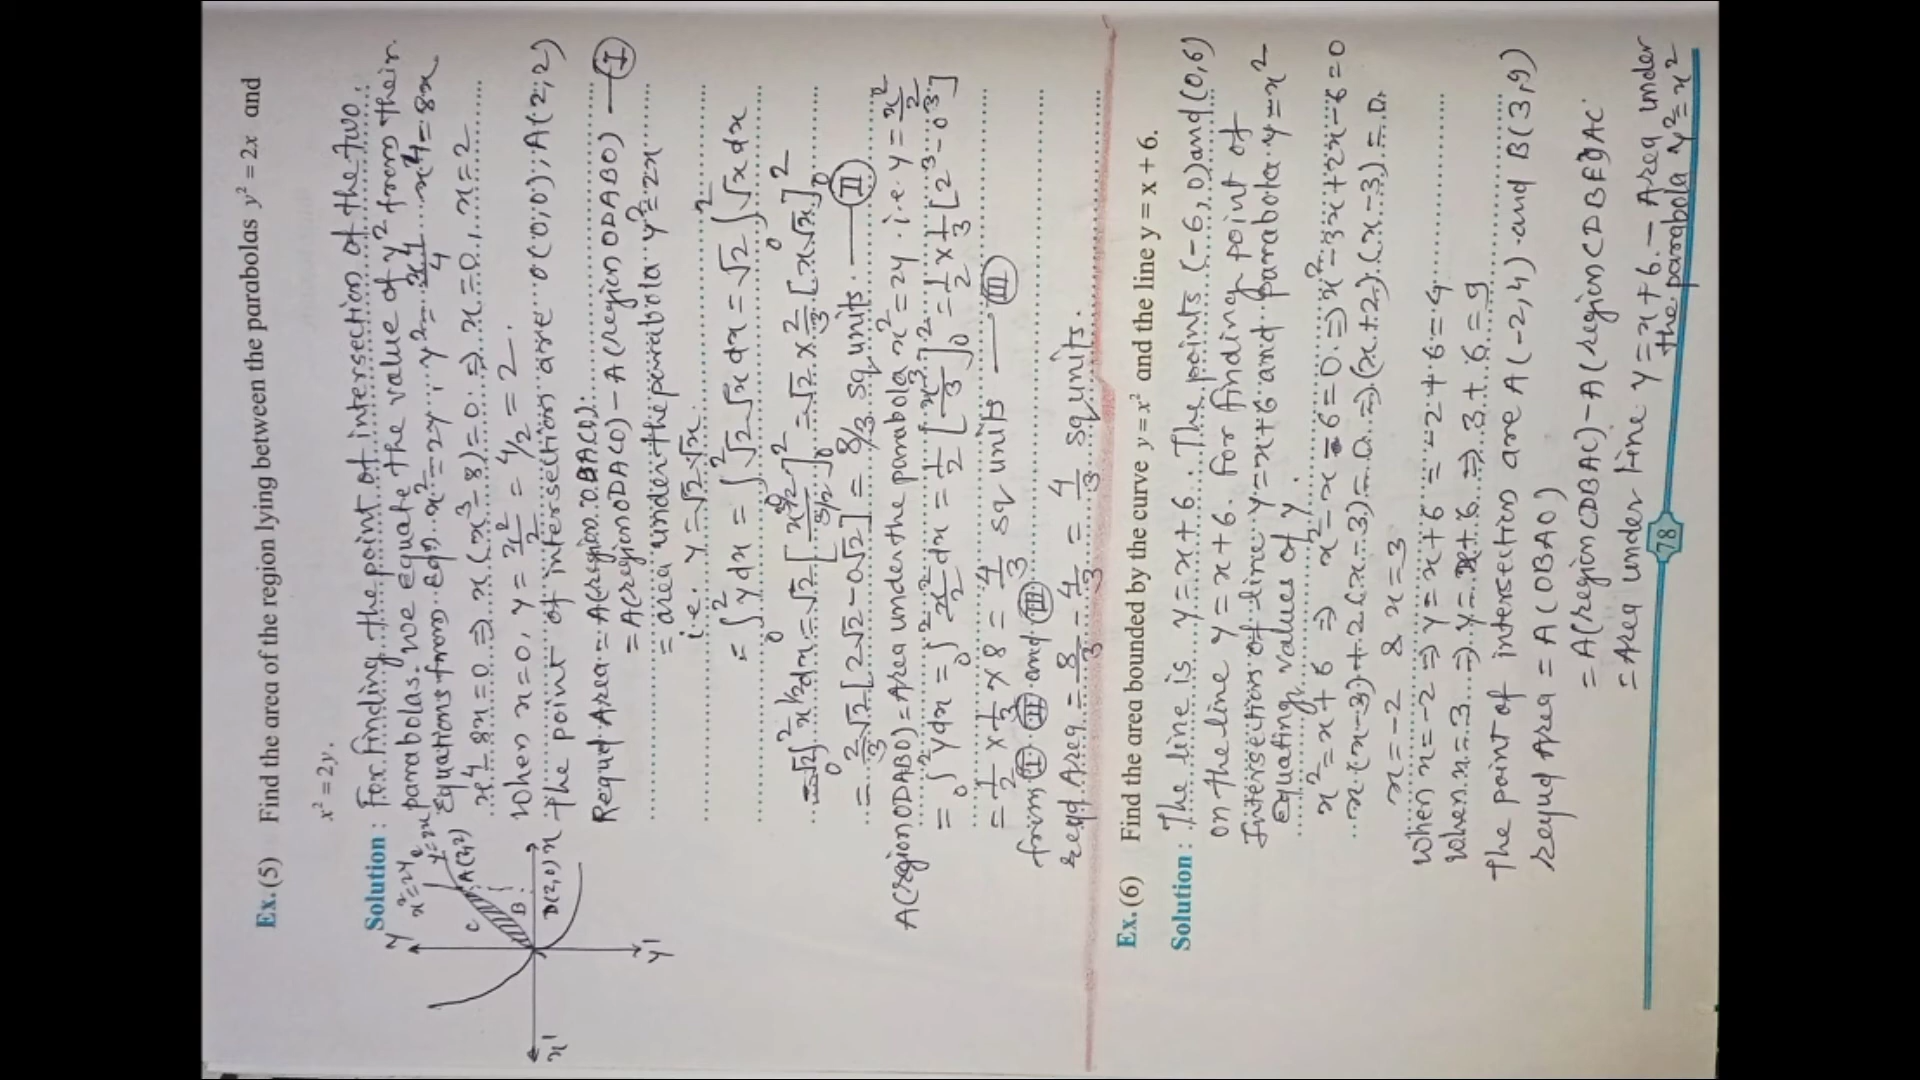 Ex.(5) Find the area of the region lying between the parabolas y² = 2x and
x² = 2y.
Solution : For finding the point of intersection of the two
parabolas. we equate the value of y² from their
Equations from Eqn. x² = 2y, y² = x⁴/4 x⁴ = 8x
x⁴ - 8x = 0 ⇒ x(x³ - 8) = 0. ⇒ x = 0, x = 2
When x = 0, y = x²/2 = 4/2 = 2.
The point of intersection are O(0,0), A(2,2)
Y
x² = 2y
y² = 2x
A(2,2)
C
B
D(2,0) X
X'
Y'
Requd Area = A(region OBACO).
= A(region ODACO) - A(region ODABO) — I
= area under the parabola y² = 2x
i.e. y = √2 √x
= ∫₀² y dx = ∫₀² √2 √x dx = √2 ∫₀² √x dx
= √2 ∫₀² x^1/2 dx = √2 [x^3/2 / 3/2]₀² = √2 × 2/3 [x√x]₀²
= 2/3 √2 [2√2 - 0√2] = 8/3 sq units. — II
A(region ODABO) = Area under the parabola x² = 2y . i.e y = x²/2
= ∫₀² y dx = ∫₀² x²/2 dx = 1/2 [x³/3]₀² = 1/2 × 1/3 [2³ - 0³]
= 1/2 × 1/3 × 8 = 4/3 sq units — III
from I II and III
reqd Area = 8/3 - 4/3 = 4/3 sq units.
Ex.(6) Find the area bounded by the curve y = x² and the line y = x + 6.
Solution : The line is y = x + 6. The points (-6, 0) and (0, 6)
on the line y = x + 6. for finding point of
Intersection of line y = x + 6 and parabola y = x²
Equating values of y.
x² = x + 6 ⇒ x² - x - 6 = 0 ⇒ x² - 3x + 2x - 6 = 0
x(x - 3) + 2(x - 3) = 0 ⇒ (x + 2)(x - 3) = 0.
x = -2 & x = 3
When x = -2 ⇒ y = x + 6 = -2 + 6 = 4
When x = 3 ⇒ y = x + 6 ⇒ 3 + 6 = 9
The point of intersection are A(-2, 4) and B(3, 9)
requd Area = A(OBAO)
= A(region CDBAC) - A(region CDBEOAC
= Area under line y = x + 6 - Area under
the parabola y² = x²
78